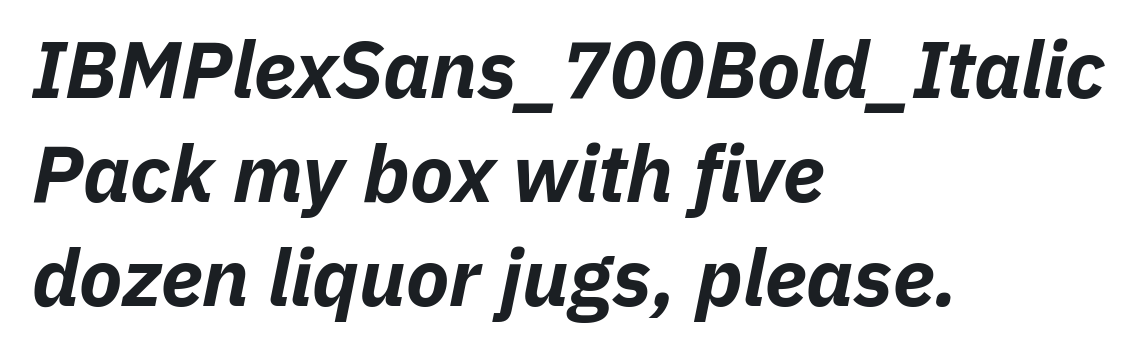 IBMPlexSans_700Bold_Italic
Pack my box with five
dozen liquor jugs, please.